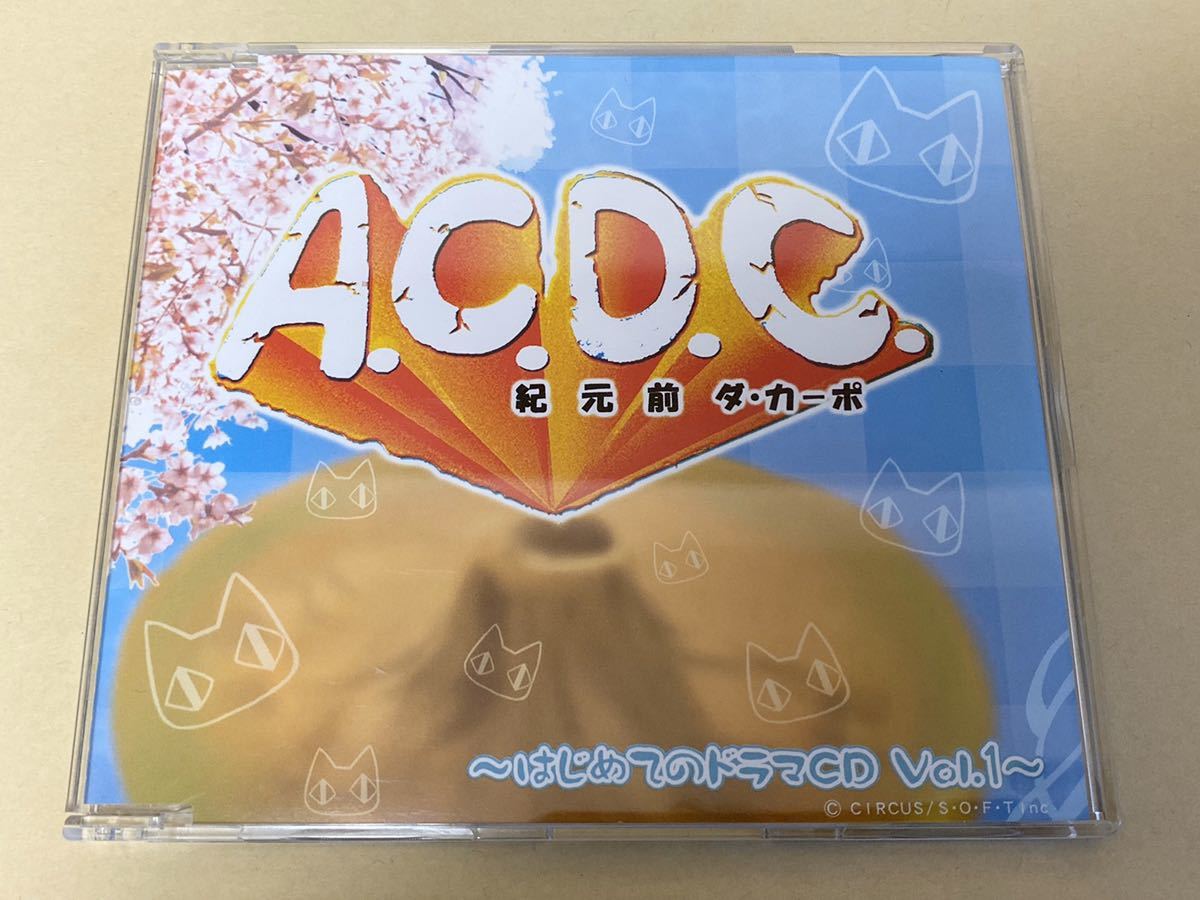 A.C.D.C.
紀元前 ダ・カーポ
〜はじめてのドラマCD Vol.1〜
© CIRCUS/S・O・F・T Inc